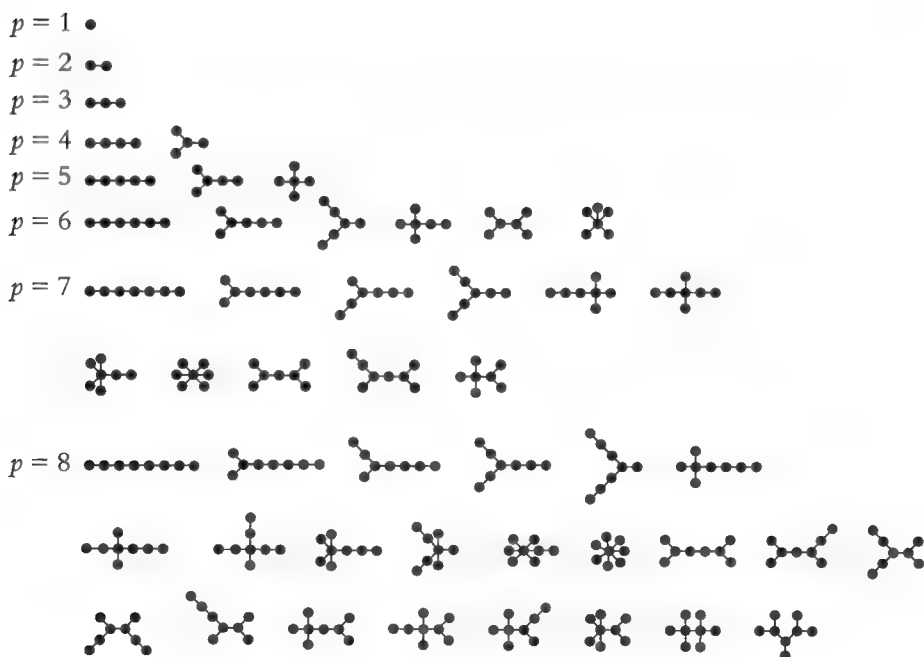 p = 1
p = 2
p = 3
p = 4
p = 5
p = 6
p = 7
p = 8